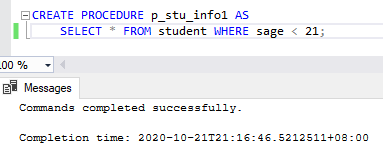 CREATE PROCEDURE p_stu_info1 AS
SELECT * FROM student WHERE sage < 21;
00 %
Messages
Commands completed successfully.
Completion time: 2020-10-21T21:16:46.5212511+08:00